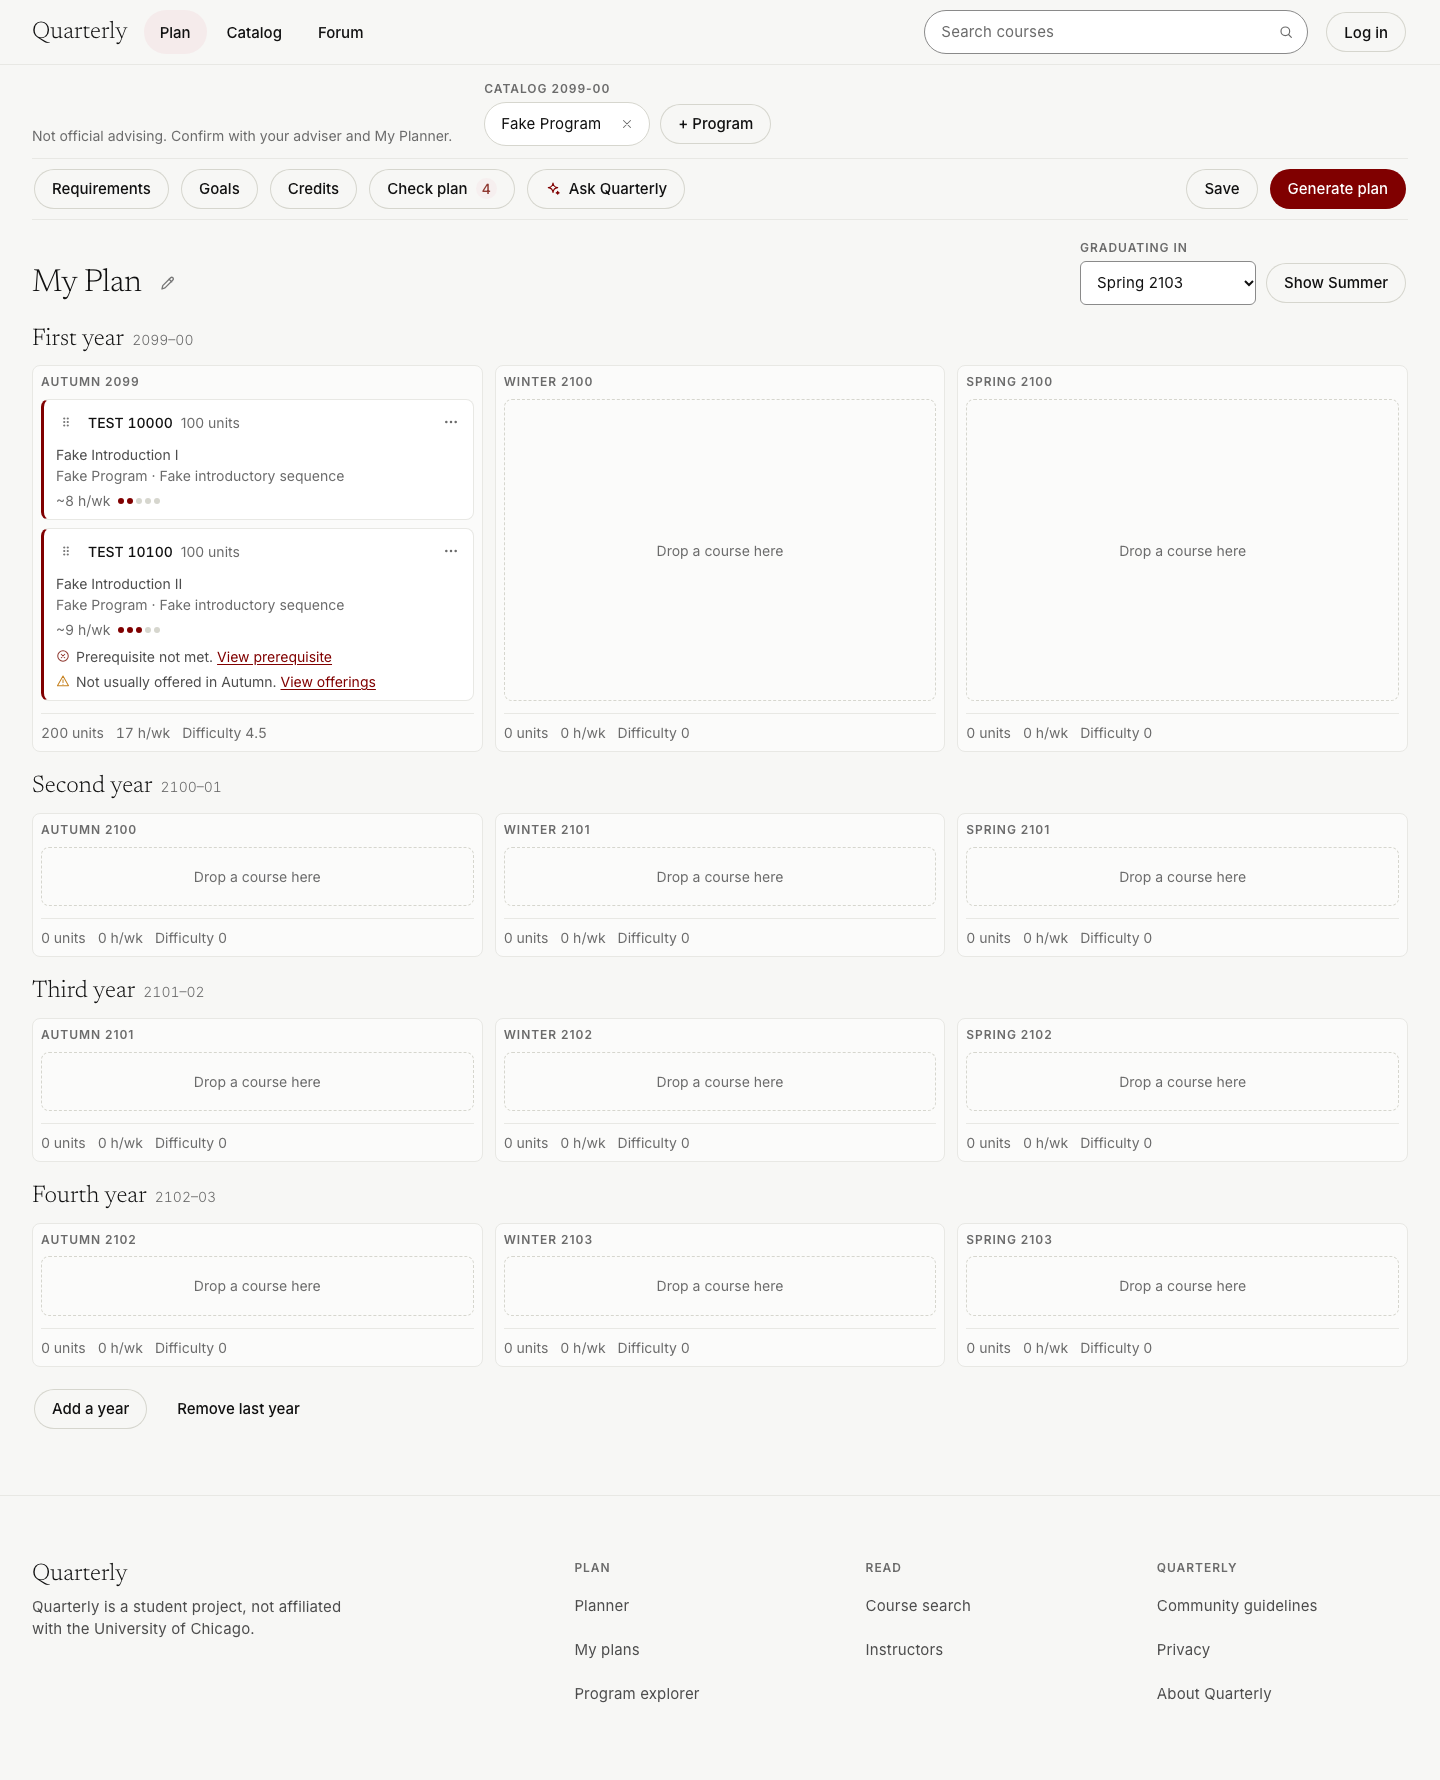 Quarterly
Plan
Catalog
Forum
Search courses
Log in
Not official advising. Confirm with your adviser and My Planner.
CATALOG 2099-00
Fake Program
+ Program
Requirements
Goals
Credits
Check plan 4
Ask Quarterly
Save
Generate plan
My Plan
GRADUATING IN
Spring 2103
Show Summer
First year 2099–00
AUTUMN 2099
TEST 10000 100 units
Fake Introduction I
Fake Program · Fake introductory sequence
~8 h/wk
TEST 10100 100 units
Fake Introduction II
Fake Program · Fake introductory sequence
~9 h/wk
Prerequisite not met. View prerequisite
Not usually offered in Autumn. View offerings
200 units 17 h/wk Difficulty 4.5
WINTER 2100
Drop a course here
0 units 0 h/wk Difficulty 0
SPRING 2100
Drop a course here
0 units 0 h/wk Difficulty 0
Second year 2100–01
AUTUMN 2100
Drop a course here
0 units 0 h/wk Difficulty 0
WINTER 2101
Drop a course here
0 units 0 h/wk Difficulty 0
SPRING 2101
Drop a course here
0 units 0 h/wk Difficulty 0
Third year 2101–02
AUTUMN 2101
Drop a course here
0 units 0 h/wk Difficulty 0
WINTER 2102
Drop a course here
0 units 0 h/wk Difficulty 0
SPRING 2102
Drop a course here
0 units 0 h/wk Difficulty 0
Fourth year 2102–03
AUTUMN 2102
Drop a course here
0 units 0 h/wk Difficulty 0
WINTER 2103
Drop a course here
0 units 0 h/wk Difficulty 0
SPRING 2103
Drop a course here
0 units 0 h/wk Difficulty 0
Add a year
Remove last year
Quarterly
Quarterly is a student project, not affiliated
with the University of Chicago.
PLAN
Planner
My plans
Program explorer
READ
Course search
Instructors
QUARTERLY
Community guidelines
Privacy
About Quarterly